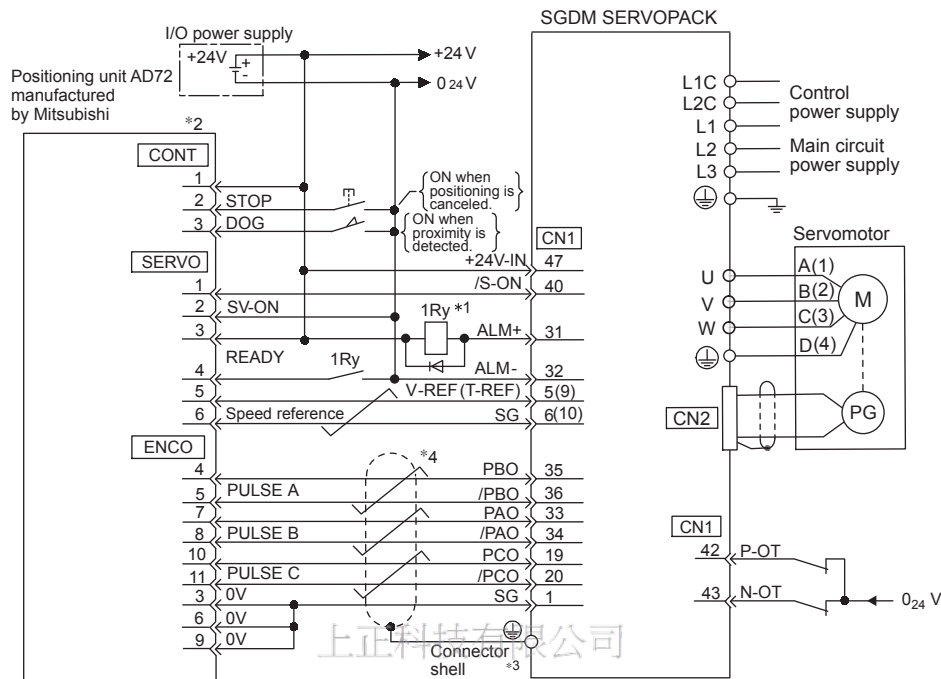 SGDM SERVOPACK
I/O power supply
+24V
+
-
+24 V
0 24 V
Positioning unit AD72
manufactured
by Mitsubishi
*2
CONT
1
2 STOP
3 DOG
ON when
positioning is
canceled.
ON when
proximity is
detected.
SERVO
1
2 SV-ON
3
READY
4
5
6 Speed reference
1Ry *1
1Ry
CN1
+24V-IN 47
/S-ON 40
ALM+ 31
ALM- 32
V-REF (T-REF) 5(9)
SG 6(10)
ENCO
4
5 PULSE A
7
8 PULSE B
10
11 PULSE C
3 0V
6 0V
9 0V
*4
PBO 35
/PBO 36
PAO 33
/PAO 34
PCO 19
/PCO 20
SG 1
Connector
shell *3
上正科技有限公司
L1C
L2C
L1
L2
L3
Control
power supply
Main circuit
power supply
Servomotor
U A(1)
V B(2)
W C(3)
D(4)
M
PG
CN2
CN1
42 P-OT
43 N-OT
024 V